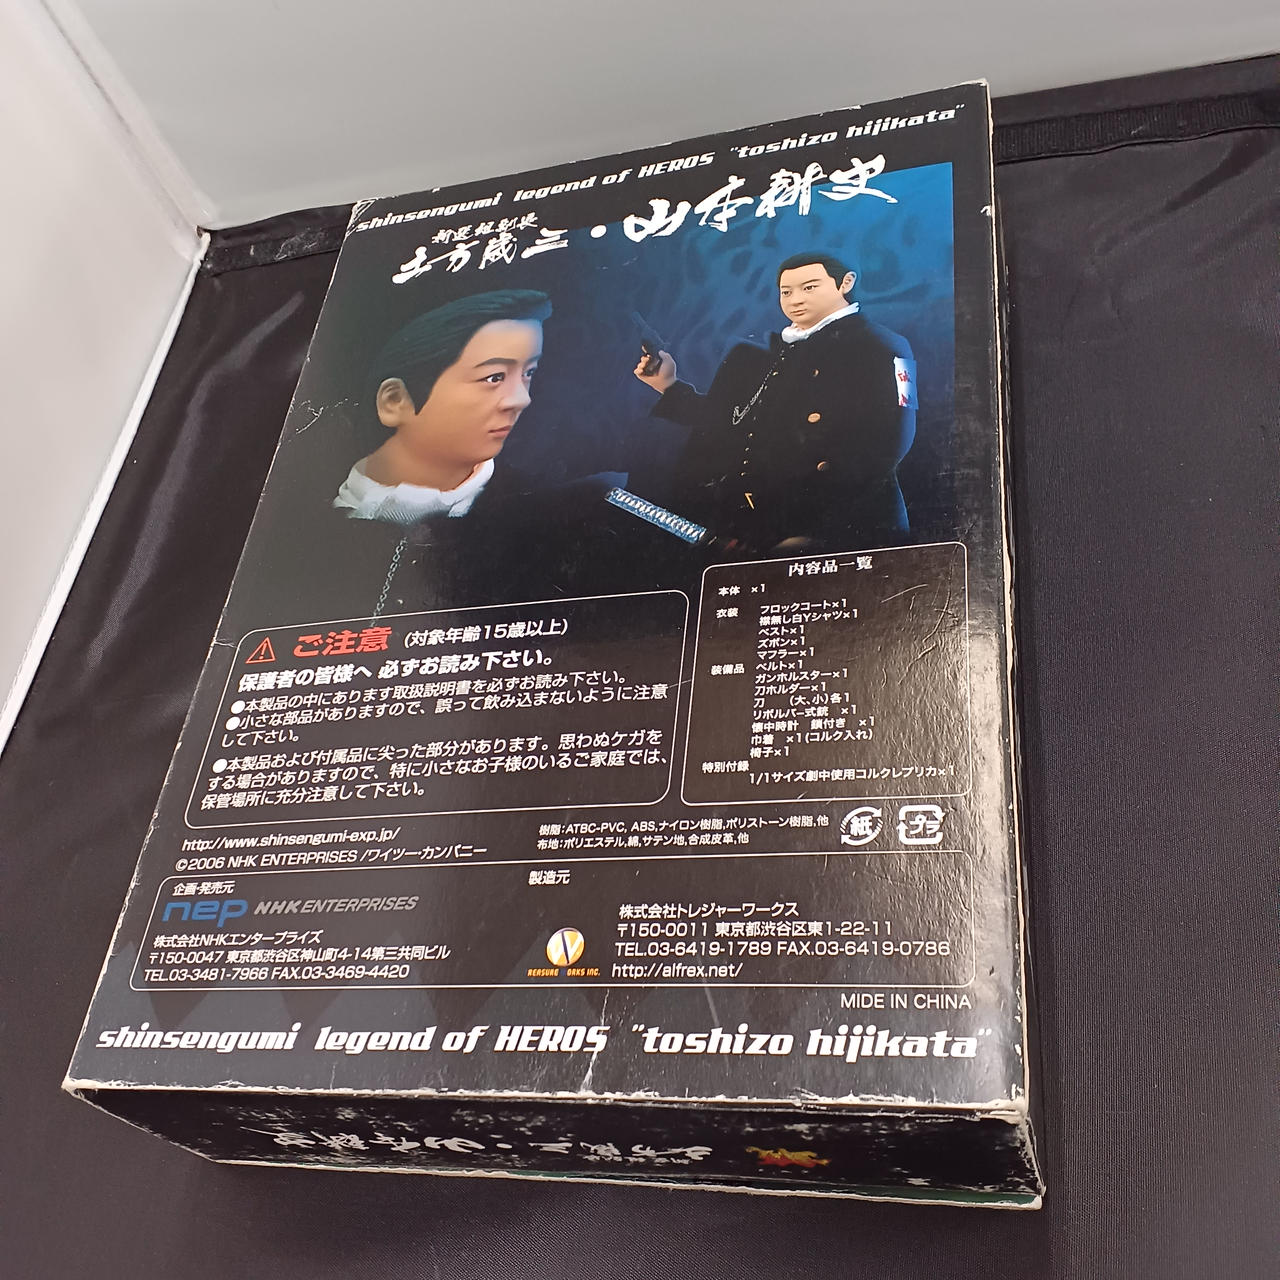 shinsengumi legend of HEROS "toshizo hijikata"
新選組副長
土方歳三・山本耕史
誠
内容品一覧
本体 ×1
衣装 フロックコート×1
襟無し白Yシャツ×1
ベスト×1
ズボン×1
マフラー×1
装備品 ベルト×1
ガンホルスター×1
刀ホルダー×1
刀 (大、小)各1
リボルバー式銃 ×1
懐中時計 鎖付き ×1
巾着 ×1(コルク入れ)
椅子×1
特別付録
1/1サイズ劇中使用コルクレプリカ×1
ご注意 (対象年齢15歳以上)
保護者の皆様へ 必ずお読み下さい。
●本製品の中にあります取扱説明書を必ずお読み下さい。
●小さな部品がありますので、誤って飲み込まないように注意
して下さい。
●本製品および付属品に尖った部分があります。思わぬケガを
する場合がありますので、特に小さなお子様のいるご家庭では、
保管場所に充分注意して下さい。
http://www.shinsengumi-exp.jp/
©2006 NHK ENTERPRISES /ワイツー・カンパニー
樹脂:ATBC-PVC, ABS,ナイロン樹脂,ポリストーン樹脂,他
布地:ポリエステル,綿,サテン地,合成皮革,他
紙
プラ
企画・発売元
nep NHK ENTERPRISES
株式会社NHKエンタープライズ
〒150-0047 東京都渋谷区神山町4-14第三共同ビル
TEL.03-3481-7966 FAX.03-3469-4420
製造元
REASURE ORKS INC.
株式会社トレジャーワークス
〒150-0011 東京都渋谷区東1-22-11
TEL.03-6419-1789 FAX.03-6419-0786
http://alfrex.net/
MIDE IN CHINA
shinsengumi legend of HEROS "toshizo hijikata"
土方歳三・山本耕史